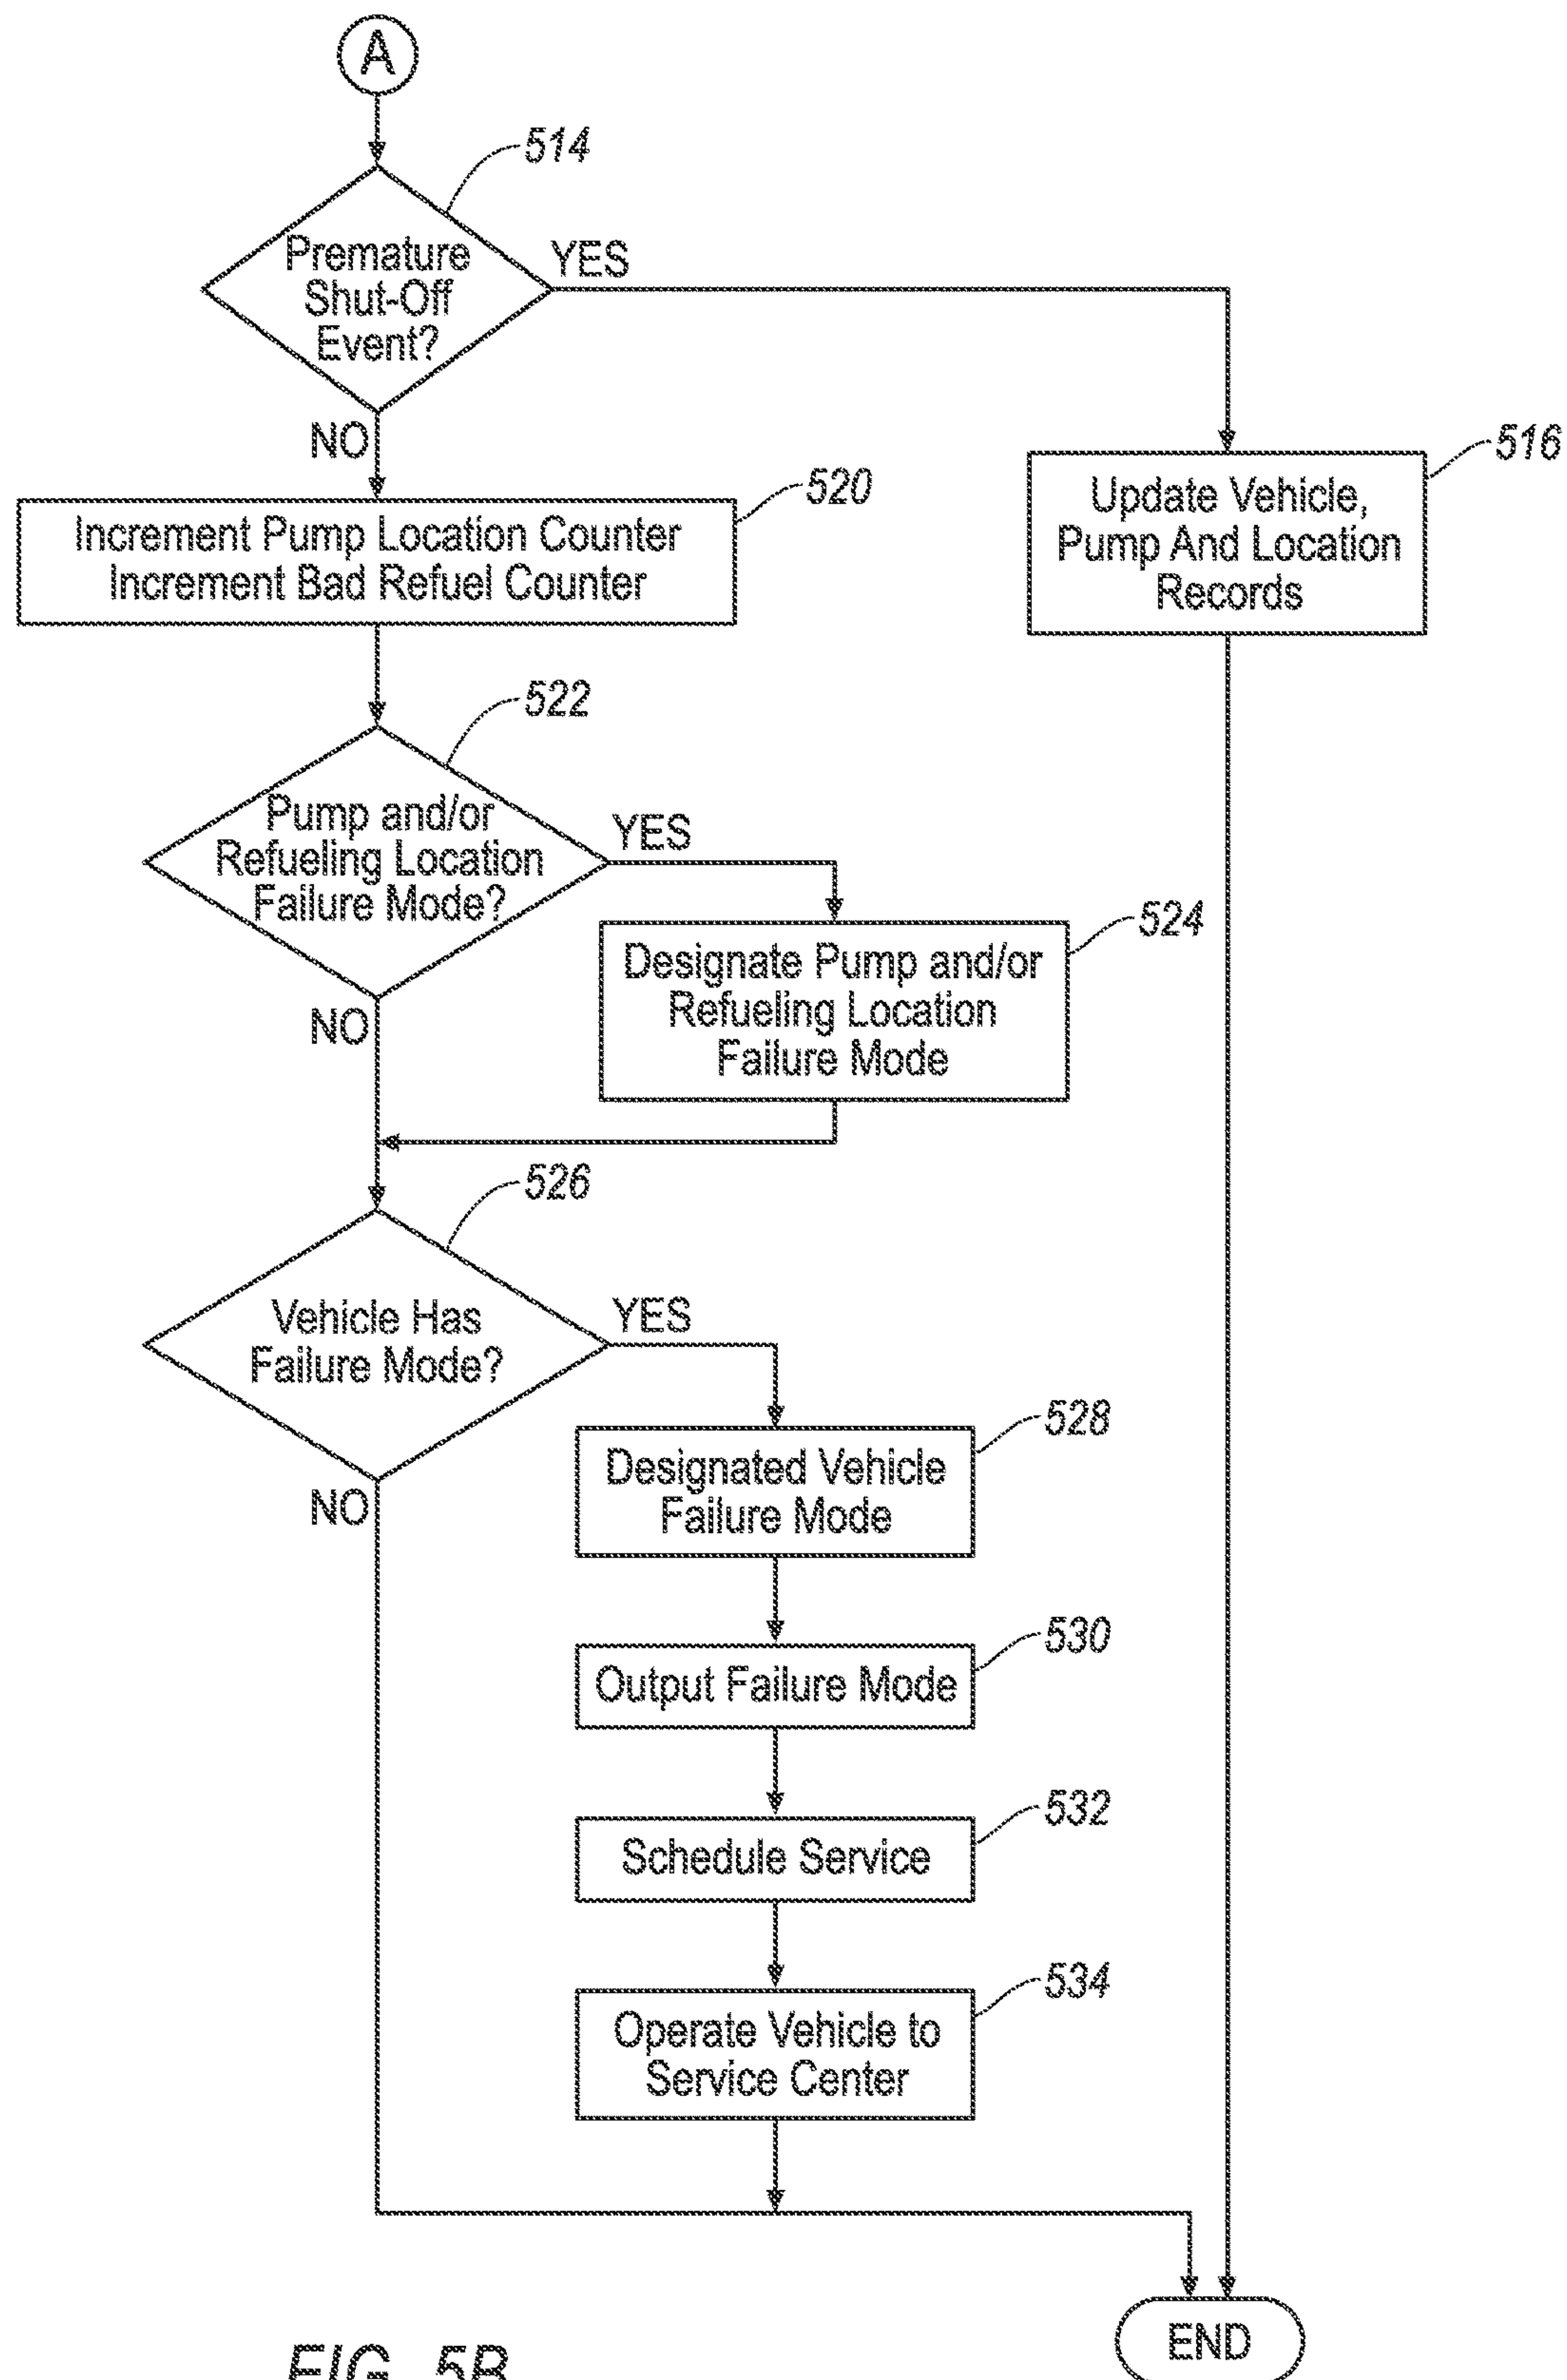 A
514
Premature
Shut-Off
Event?
YES
NO
516
Update Vehicle,
Pump And Location
Records
520
Increment Pump Location Counter
Increment Bad Refuel Counter
522
Pump and/or
Refueling Location
Failure Mode?
YES
NO
524
Designate Pump and/or
Refueling Location
Failure Mode
526
Vehicle Has
Failure Mode?
YES
NO
528
Designated Vehicle
Failure Mode
530
Output Failure Mode
532
Schedule Service
534
Operate Vehicle to
Service Center
END
FIG. 5B